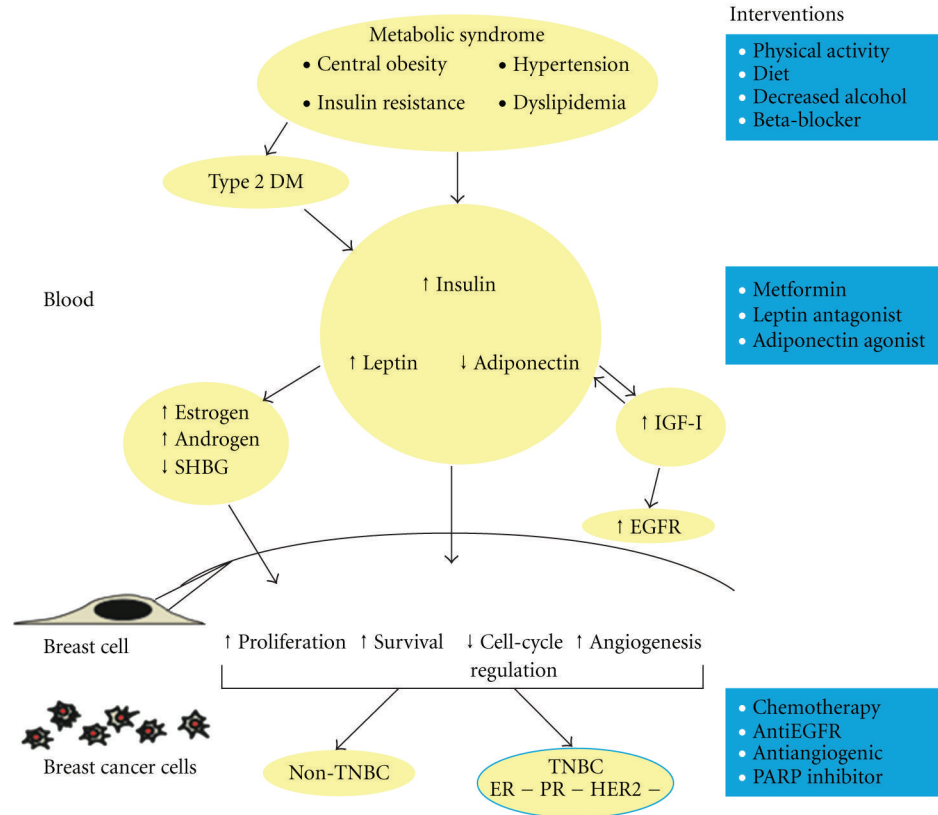 Interventions
Metabolic syndrome
• Central obesity • Hypertension
• Insulin resistance • Dyslipidemia
• Physical activity
• Diet
• Decreased alcohol
• Beta-blocker
Type 2 DM
Blood
↑ Insulin
↑ Leptin ↓ Adiponectin
• Metformin
• Leptin antagonist
• Adiponectin agonist
↑ Estrogen
↑ Androgen
↓ SHBG
↑ IGF-I
↑ EGFR
Breast cell
↑ Proliferation ↑ Survival ↓ Cell-cycle ↑ Angiogenesis
regulation
Breast cancer cells
Non-TNBC
TNBC
ER – PR – HER2 –
• Chemotherapy
• AntiEGFR
• Antiangiogenic
• PARP inhibitor